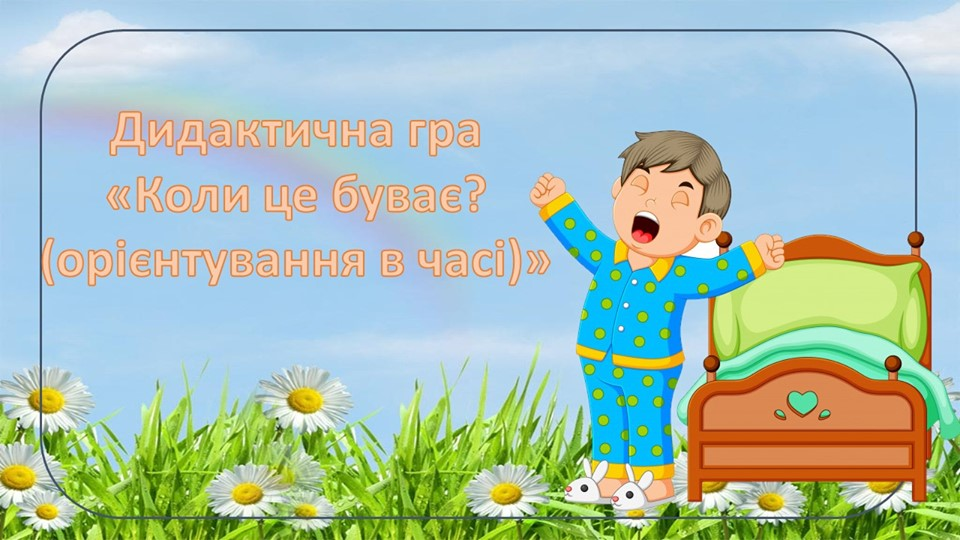 Дидактична гра
«Коли це буває?
(орієнтування в часі)»